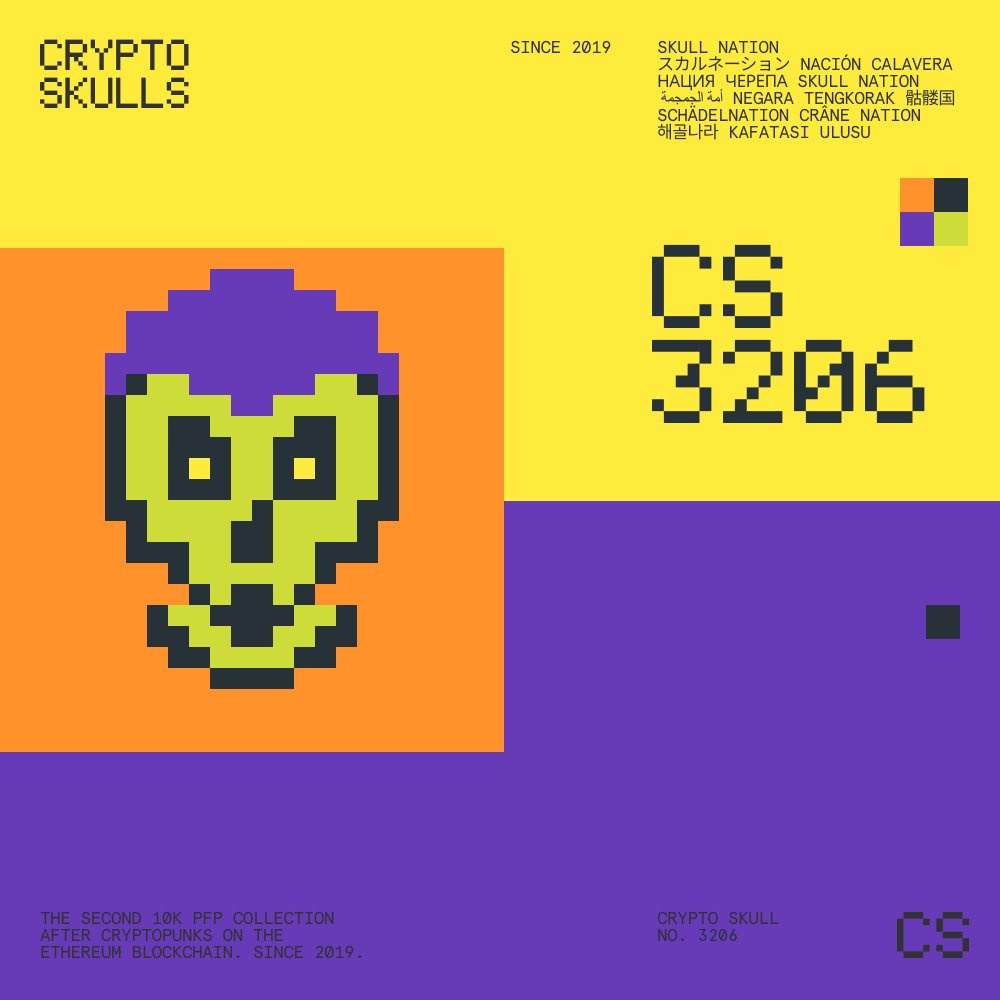 CRYPTO
SKULLS
SINCE 2019
SKULL NATION
スカルネーション NACIÓN CALAVERA
НАЦИЯ ЧЕРЕПА SKULL NATION
أمة الجمجمة NEGARA TENGKORAK 骷髅国
SCHÄDELNATION CRÂNE NATION
해골나라 KAFATASI ULUSU
CS
3206
THE SECOND 10K PFP COLLECTION
AFTER CRYPTOPUNKS ON THE
ETHEREUM BLOCKCHAIN. SINCE 2019.
CRYPTO SKULL
NO. 3206
CS